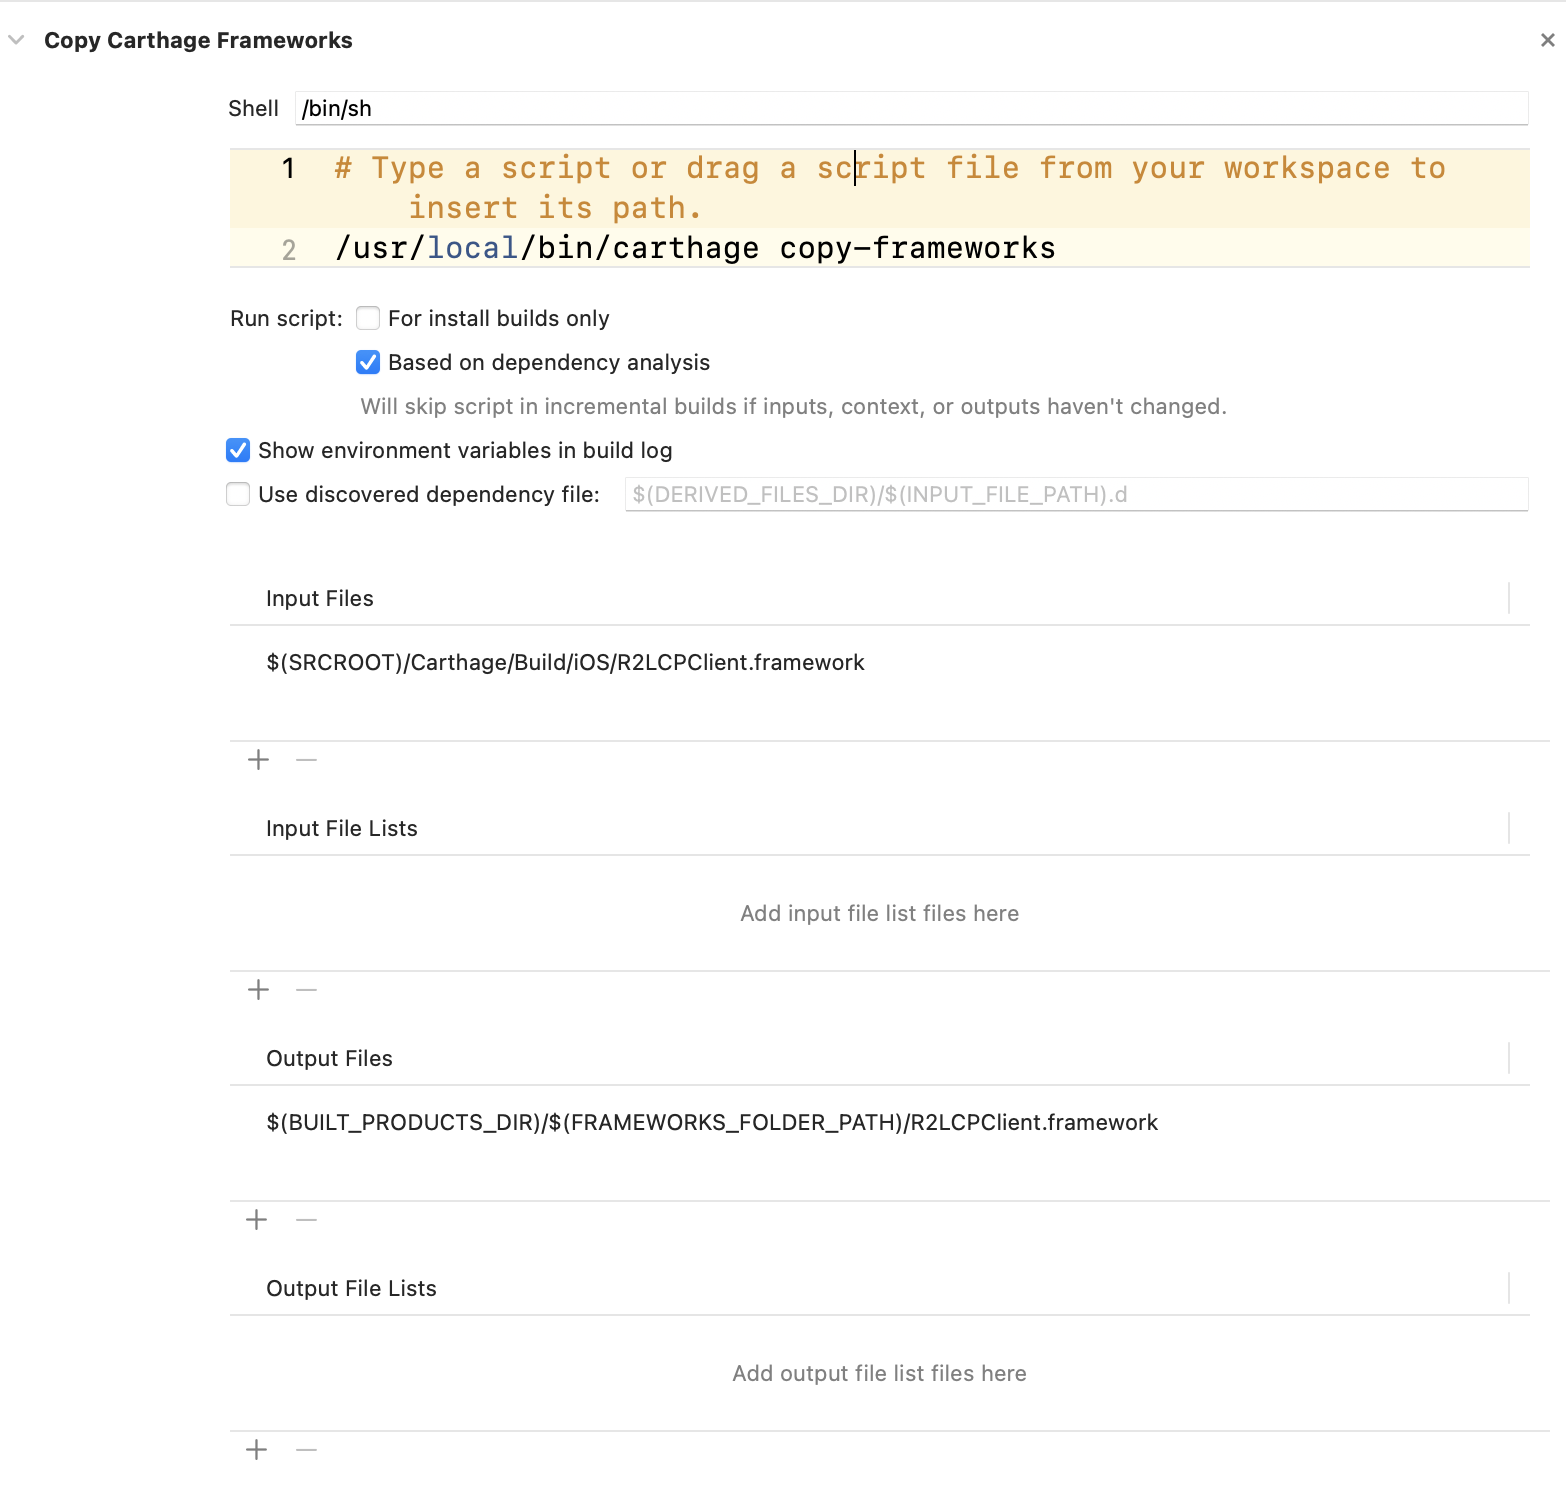 Copy Carthage Frameworks
Shell /bin/sh
1 # Type a script or drag a script file from your workspace to
insert its path.
2 /usr/local/bin/carthage copy-frameworks
Run script: For install builds only
Based on dependency analysis
Will skip script in incremental builds if inputs, context, or outputs haven't changed.
Show environment variables in build log
Use discovered dependency file: $(DERIVED_FILES_DIR)/$(INPUT_FILE_PATH).d
Input Files
$(SRCROOT)/Carthage/Build/iOS/R2LCPClient.framework
Input File Lists
Add input file list files here
Output Files
$(BUILT_PRODUCTS_DIR)/$(FRAMEWORKS_FOLDER_PATH)/R2LCPClient.framework
Output File Lists
Add output file list files here